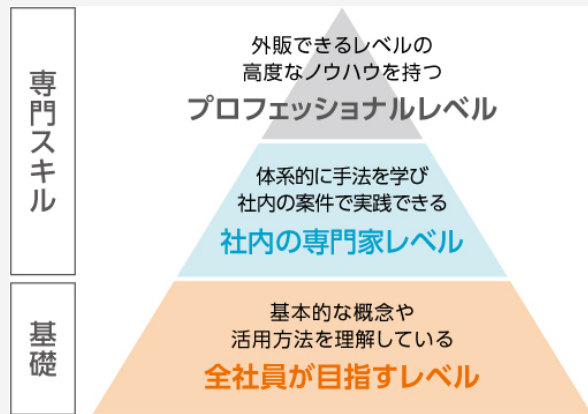 専門スキル
外販できるレベルの
高度なノウハウを持つ
プロフェッショナルレベル
体系的に手法を学び
社内の案件で実践できる
社内の専門家レベル
基礎
基本的な概念や
活用方法を理解している
全社員が目指すレベル